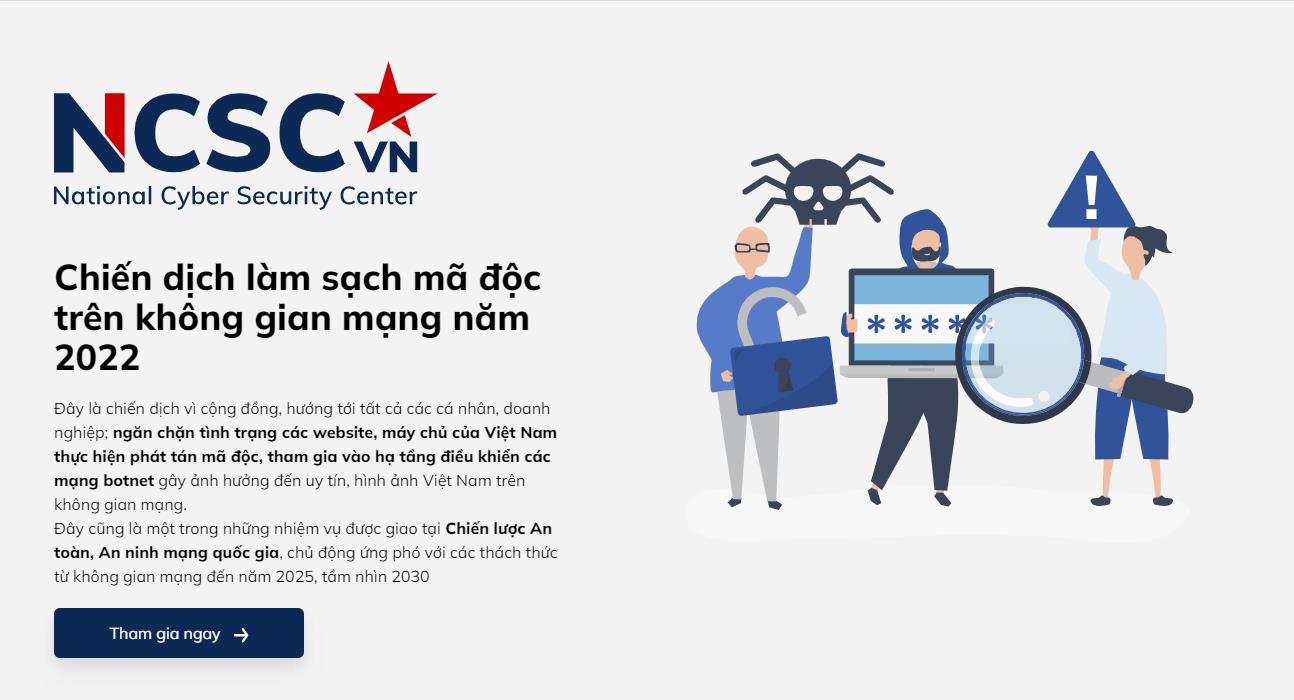 NCSC VN
National Cyber Security Center
Chiến dịch làm sạch mã độc
trên không gian mạng năm
2022
Đây là chiến dịch vì cộng đồng, hướng tới tất cả các cá nhân, doanh
nghiệp; ngăn chặn tình trạng các website, máy chủ của Việt Nam
thực hiện phát tán mã độc, tham gia vào hạ tầng điều khiển các
mạng botnet gây ảnh hưởng đến uy tín, hình ảnh Việt Nam trên
không gian mạng.
Đây cũng là một trong những nhiệm vụ được giao tại Chiến lược An
toàn, An ninh mạng quốc gia, chủ động ứng phó với các thách thức
từ không gian mạng đến năm 2025, tầm nhìn 2030
Tham gia ngay →
!
*****